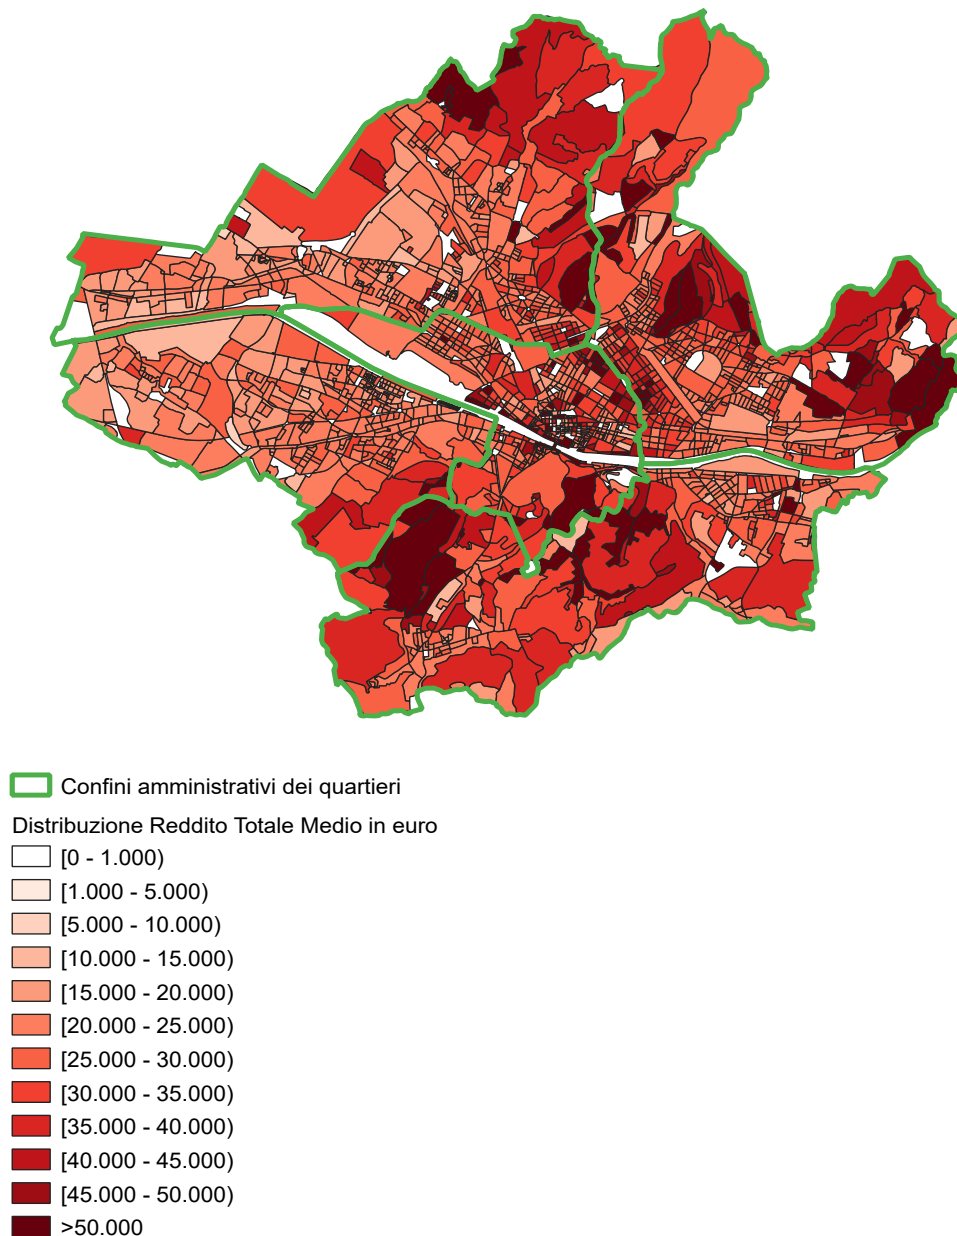 Confini amministrativi dei quartieri
Distribuzione Reddito Totale Medio in euro
[0 - 1.000)
[1.000 - 5.000)
[5.000 - 10.000)
[10.000 - 15.000)
[15.000 - 20.000)
[20.000 - 25.000)
[25.000 - 30.000)
[30.000 - 35.000)
[35.000 - 40.000)
[40.000 - 45.000)
[45.000 - 50.000)
>50.000